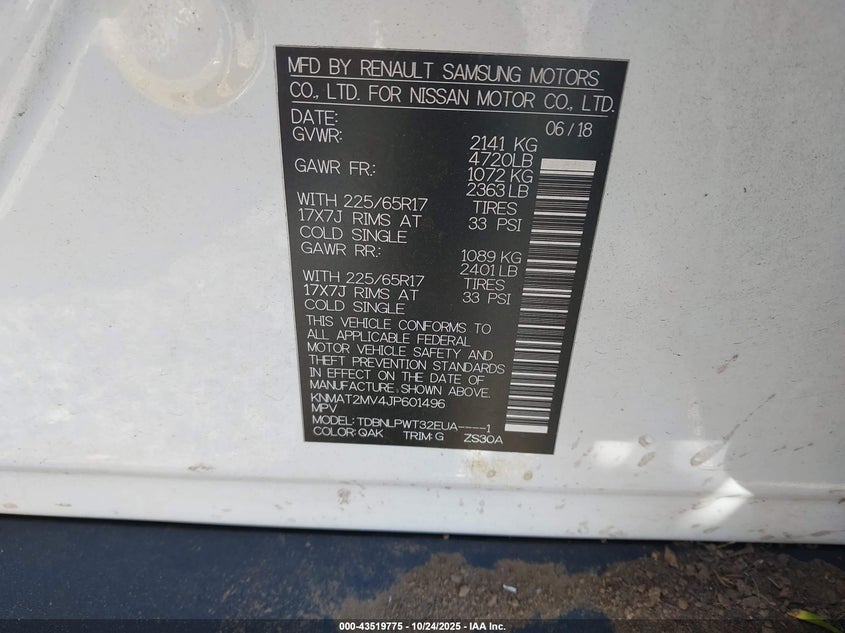 MFD BY RENAULT SAMSUNG MOTORS
CO., LTD. FOR NISSAN MOTOR CO., LTD.
DATE: 06/18
GVWR: 2141 KG
4720LB
GAWR FR.: 1072 KG
2363LB
WITH 225/65R17 TIRES
17X7J RIMS AT 33 PSI
COLD SINGLE
GAWR RR.: 1089 KG
2401LB
WITH 225/65R17 TIRES
17X7J RIMS AT 33 PSI
COLD SINGLE
THIS VEHICLE CONFORMS TO
ALL APPLICABLE FEDERAL
MOTOR VEHICLE SAFETY AND
THEFT PREVENTION STANDARDS
IN EFFECT ON THE DATE OF
MANUFACTURE SHOWN ABOVE.
KNMAT2MV4JP601496
MPV
MODEL: TDBNLPWT32EUA----1
COLOR: QAK TRIM: G ZS30A
000-43519775 - 10/24/2025 - IAA Inc.